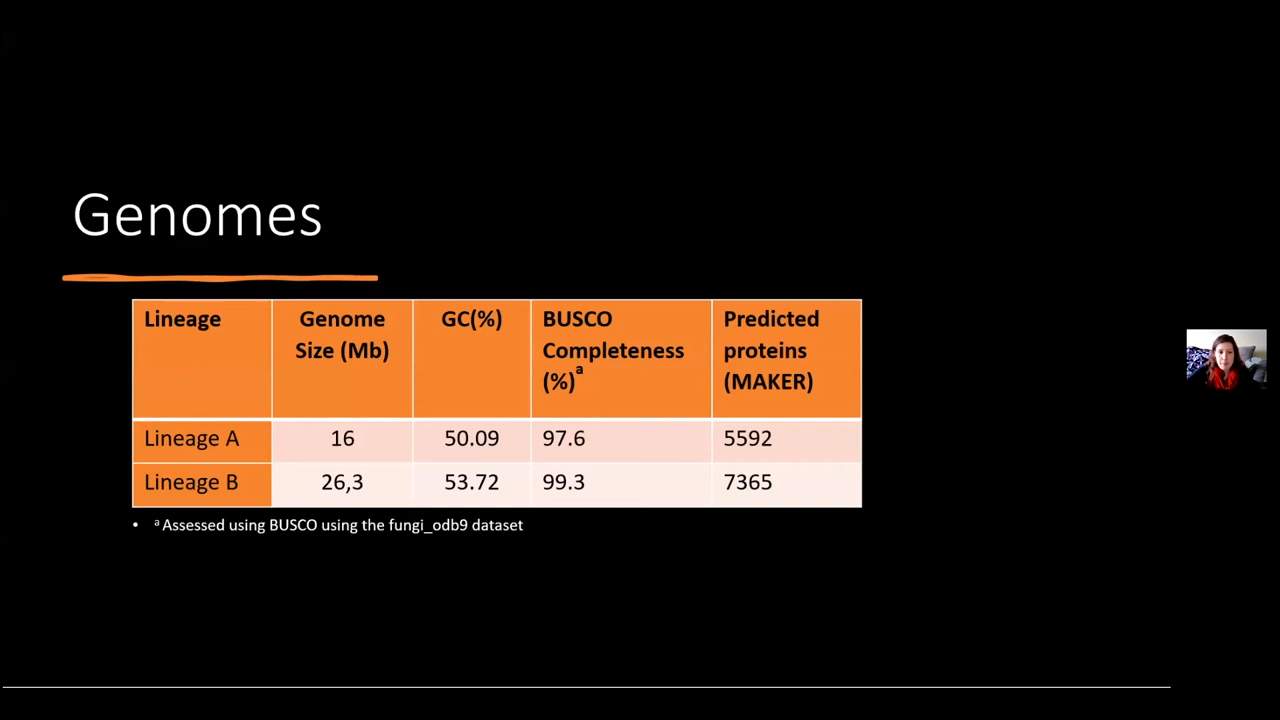 Genomes
Lineage Genome Size (Mb) GC(%) BUSCO Completeness (%)ᵃ Predicted proteins (MAKER)
Lineage A 16 50.09 97.6 5592
Lineage B 26,3 53.72 99.3 7365
• ᵃ Assessed using BUSCO using the fungi_odb9 dataset